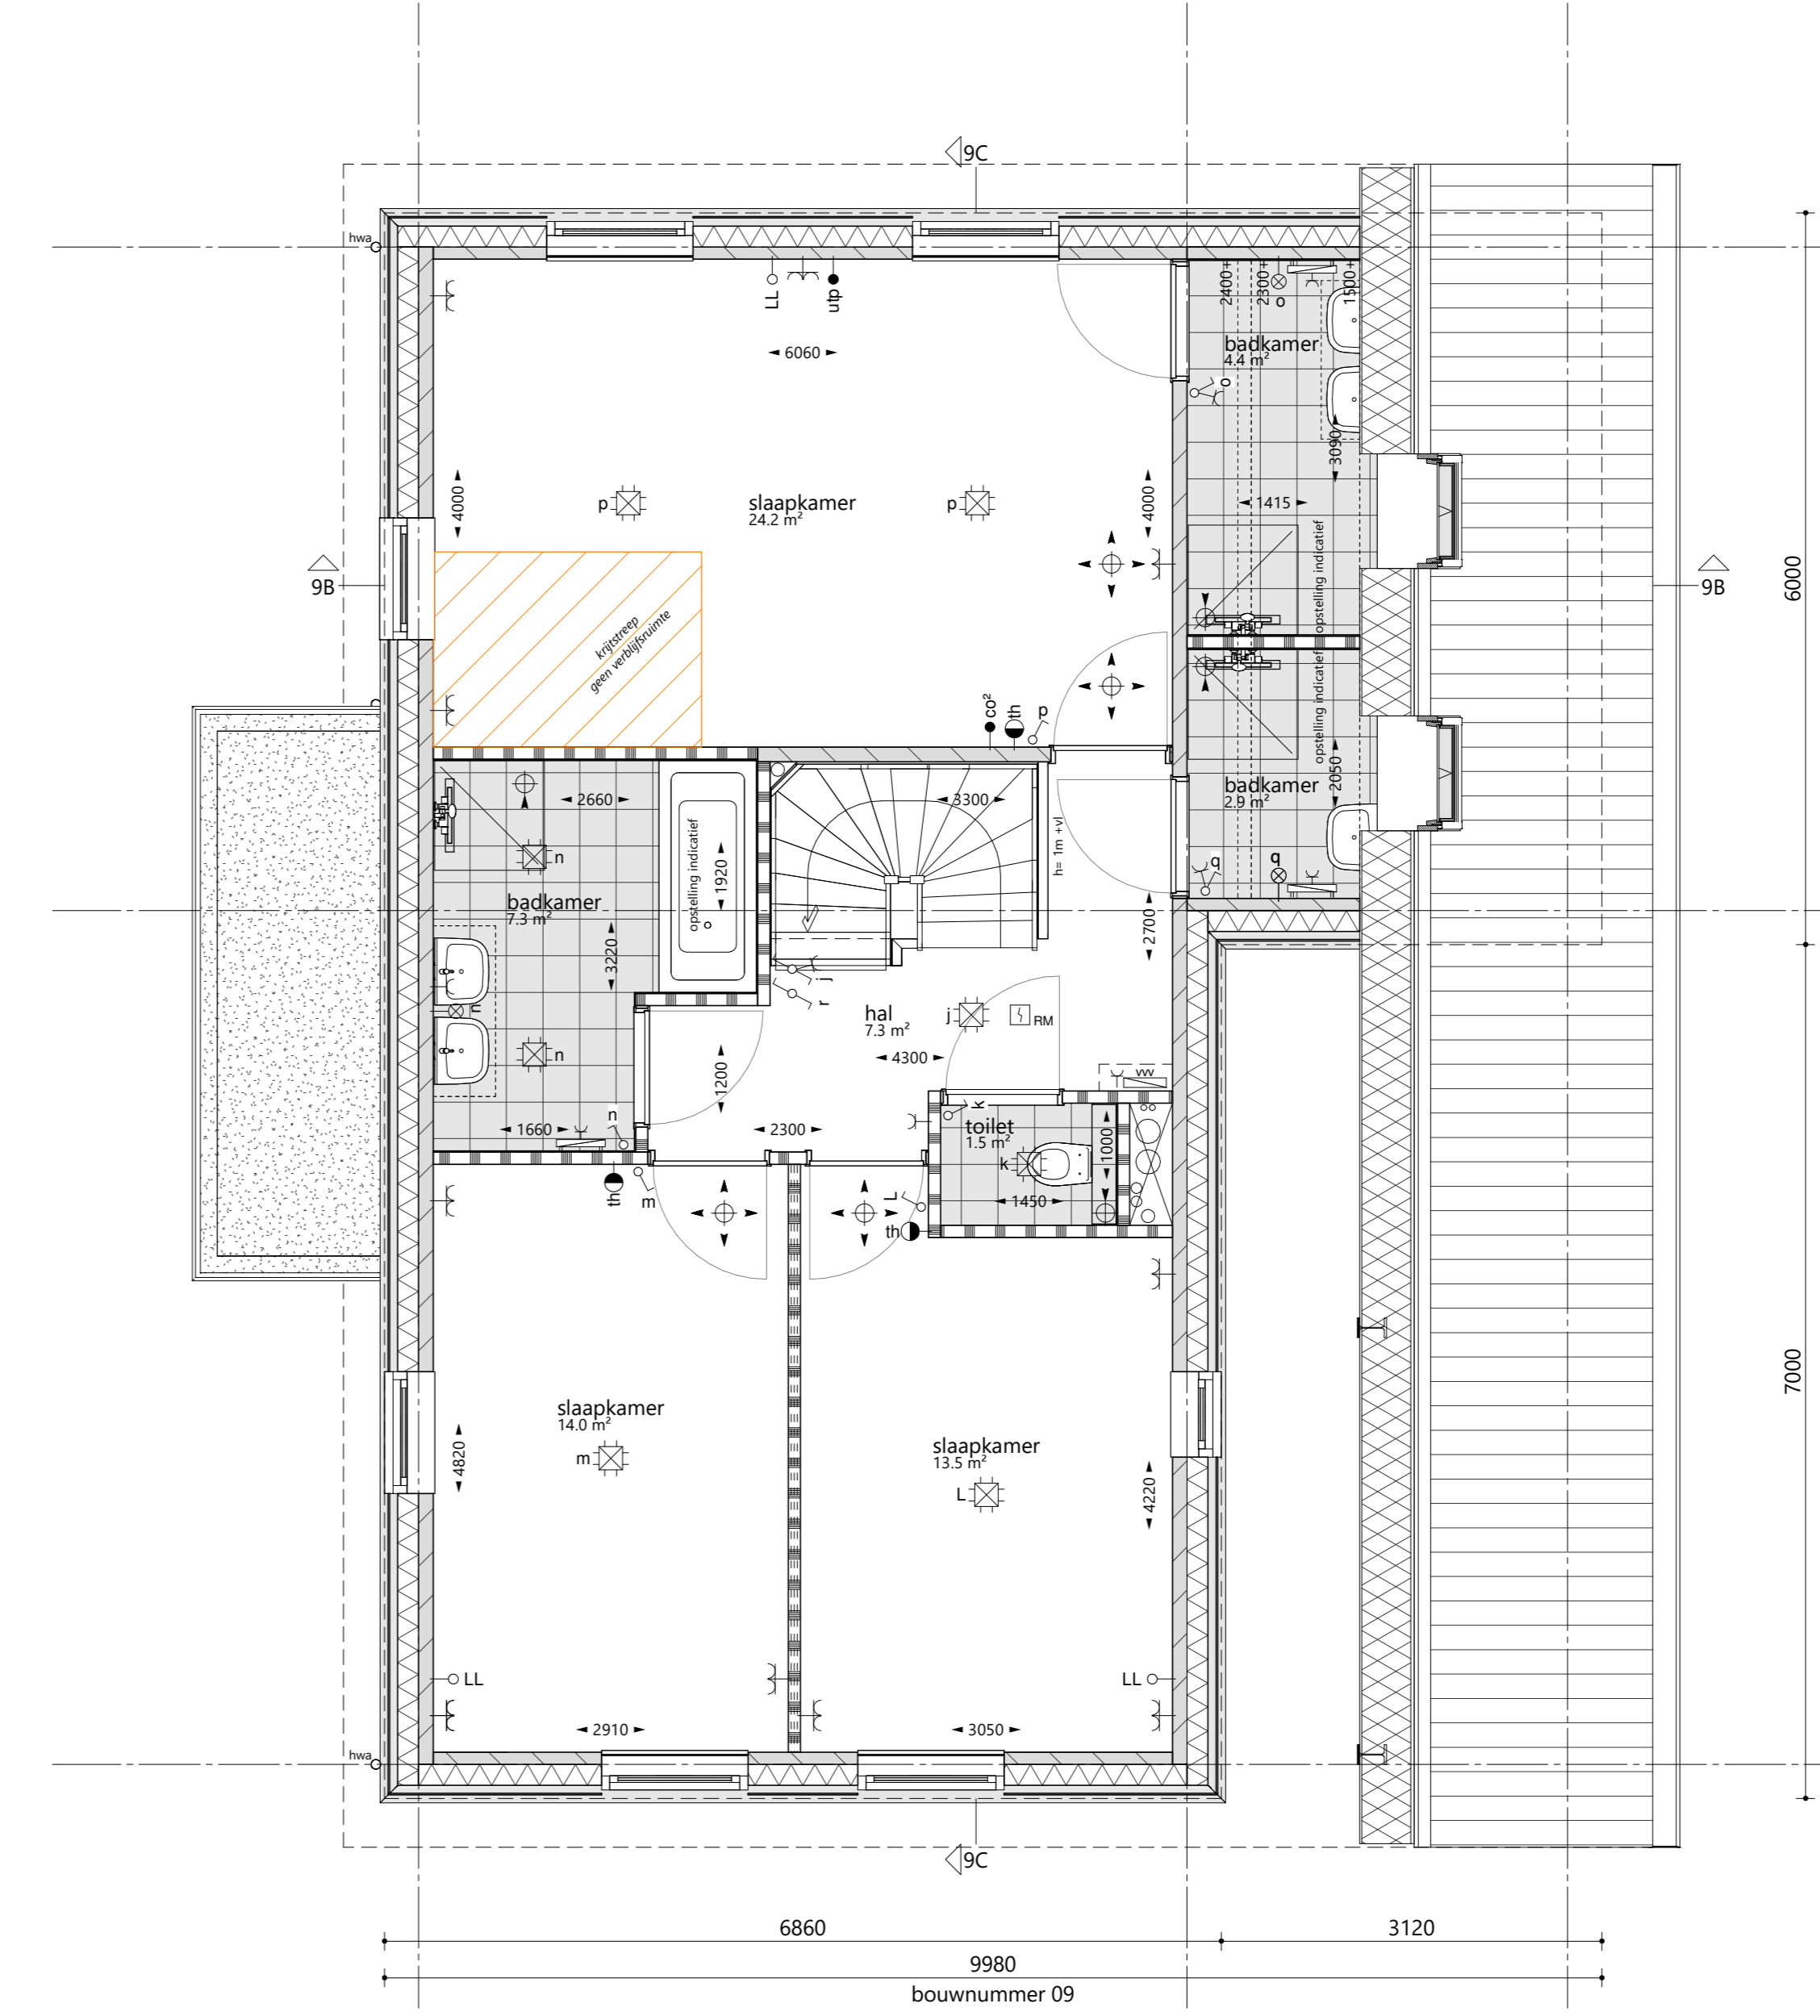 9C
hwa
LL
utp
2400+
2300+
1500+
o
badkamer
4.4 m²
6060
o
3090
4000
p
slaapkamer
24.2 m²
p
4000
1415
opstelling indicatief
9B
9B
6000
krijtstreep
geen verblijfsruimte
co²
th
p
opstelling indicatief
2050
badkamer
2.9 m²
2660
3300
h= 1m +vl
opstelling indicatief
1920
n
q
q
badkamer
7.3 m²
3220
2700
j
r
n
hal
7.3 m²
j
RM
n
4300
1200
n
1660
2300
k
toilet
1.5 m²
k
1000
1450
th
m
L
th
7000
slaapkamer
14.0 m²
m
4820
slaapkamer
13.5 m²
L
4220
LL
LL
2910
3050
hwa
9C
6860
3120
9980
bouwnummer 09